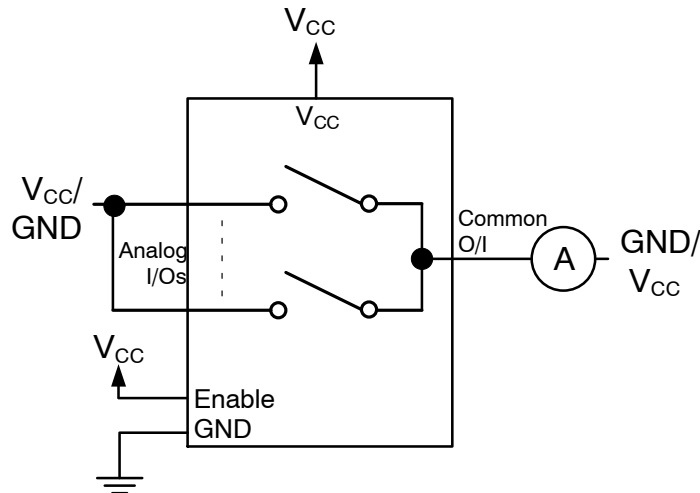 VCC
VCC
VCC/
GND
Analog
I/Os
Common
O/I
A
GND/
VCC
VCC
Enable
GND